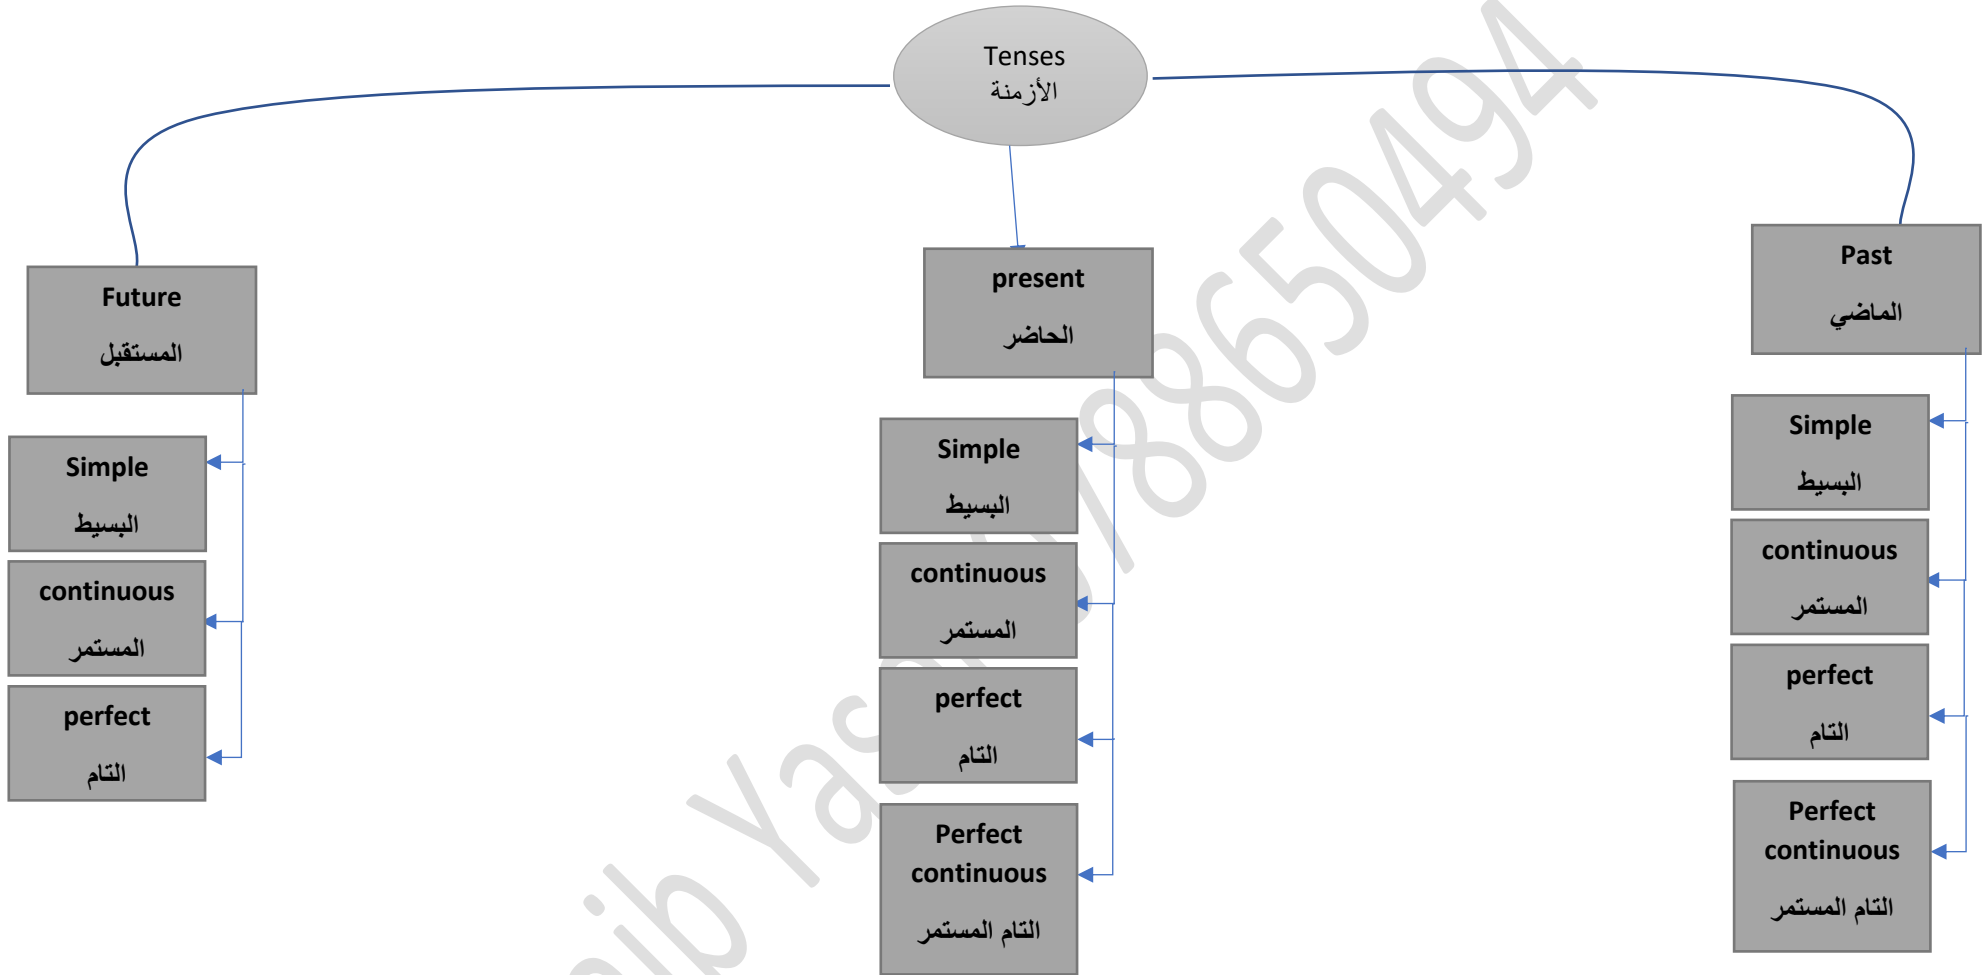 Tenses
الأزمنة
Future
المستقبل
Simple
البسيط
continuous
المستمر
perfect
التام
present
الحاضر
Simple
البسيط
continuous
المستمر
perfect
التام
Perfect
continuous
التام المستمر
Past
الماضي
Simple
البسيط
continuous
المستمر
perfect
التام
Perfect
continuous
التام المستمر